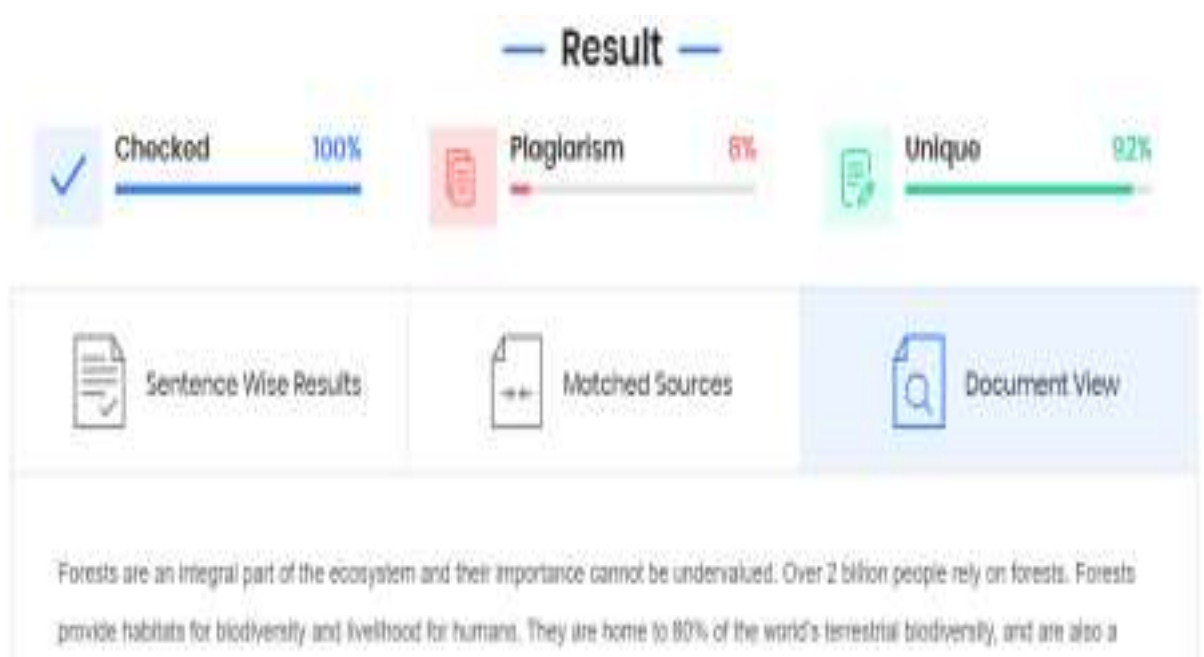 Result
Checked 100%
Plagiarism 8%
Unique 92%
Sentence Wise Results
Matched Sources
Document View
Forests are an integral part of the ecosystem and their importance cannot be undervalued. Over 2 billion people rely on forests. Forests
provide habitats for biodiversity and livelihood for humans. They are home to 80% of the world's terrestrial biodiversity, and are also a